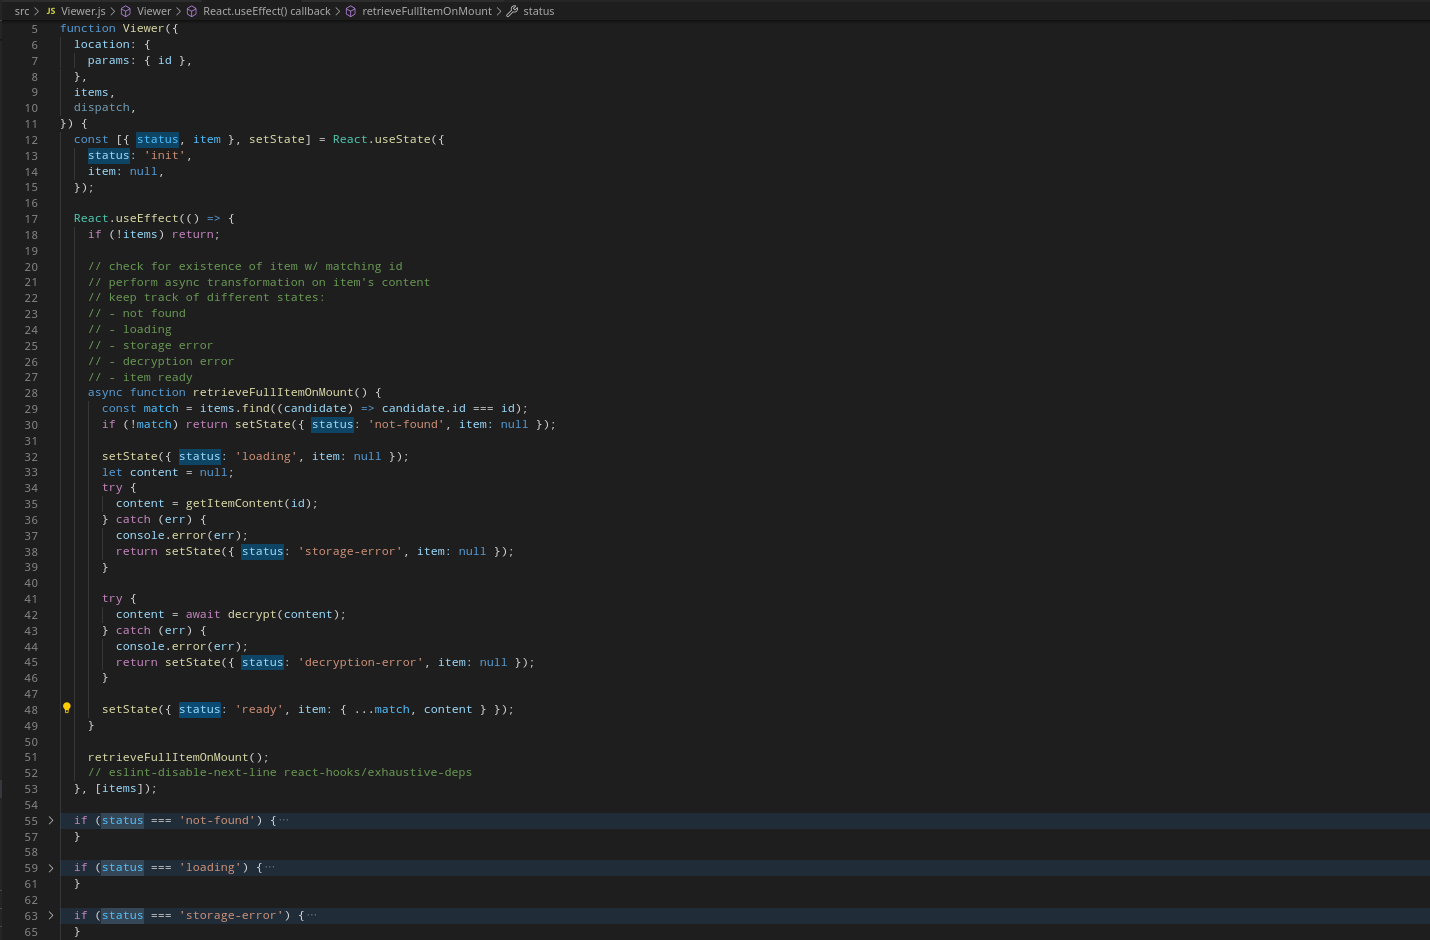 src > JS Viewer.js > Viewer > React.useEffect() callback > retrieveFullItemOnMount > status
5 function Viewer({
6   location: {
7     params: { id },
8   },
9   items,
10   dispatch,
11 }) {
12   const [{ status, item }, setState] = React.useState({
13     status: 'init',
14     item: null,
15   });
16
17   React.useEffect(() => {
18     if (!items) return;
19
20     // check for existence of item w/ matching id
21     // perform async transformation on item's content
22     // keep track of different states:
23     // - not found
24     // - loading
25     // - storage error
26     // - decryption error
27     // - item ready
28     async function retrieveFullItemOnMount() {
29       const match = items.find((candidate) => candidate.id === id);
30       if (!match) return setState({ status: 'not-found', item: null });
31
32       setState({ status: 'loading', item: null });
33       let content = null;
34       try {
35         content = getItemContent(id);
36       } catch (err) {
37         console.error(err);
38         return setState({ status: 'storage-error', item: null });
39       }
40
41       try {
42         content = await decrypt(content);
43       } catch (err) {
44         console.error(err);
45         return setState({ status: 'decryption-error', item: null });
46       }
47
48       setState({ status: 'ready', item: { ...match, content } });
49     }
50
51     retrieveFullItemOnMount();
52     // eslint-disable-next-line react-hooks/exhaustive-deps
53   }, [items]);
54
55 >   if (status === 'not-found') {···
57   }
58
59 >   if (status === 'loading') {···
61   }
62
63 >   if (status === 'storage-error') {···
65   }